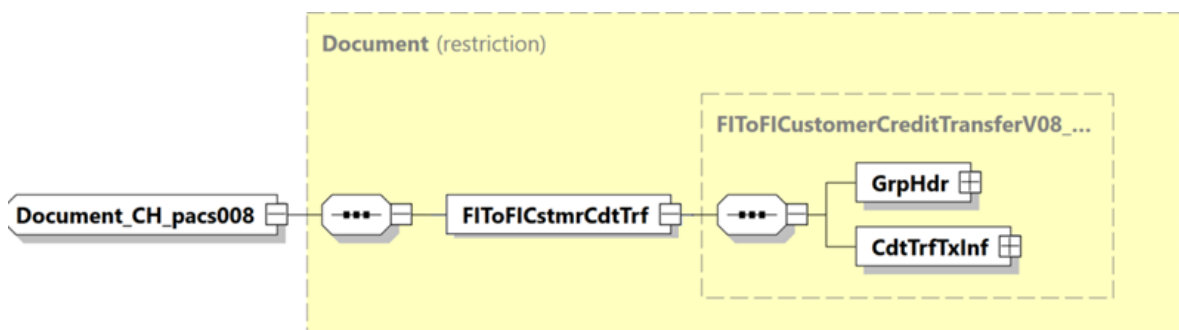 Document (restriction)
FIToFICustomerCreditTransferV08_...
GrpHdr
Document_CH_pacs008
FIToFICstmrCdtTrf
CdtTrfTxInf